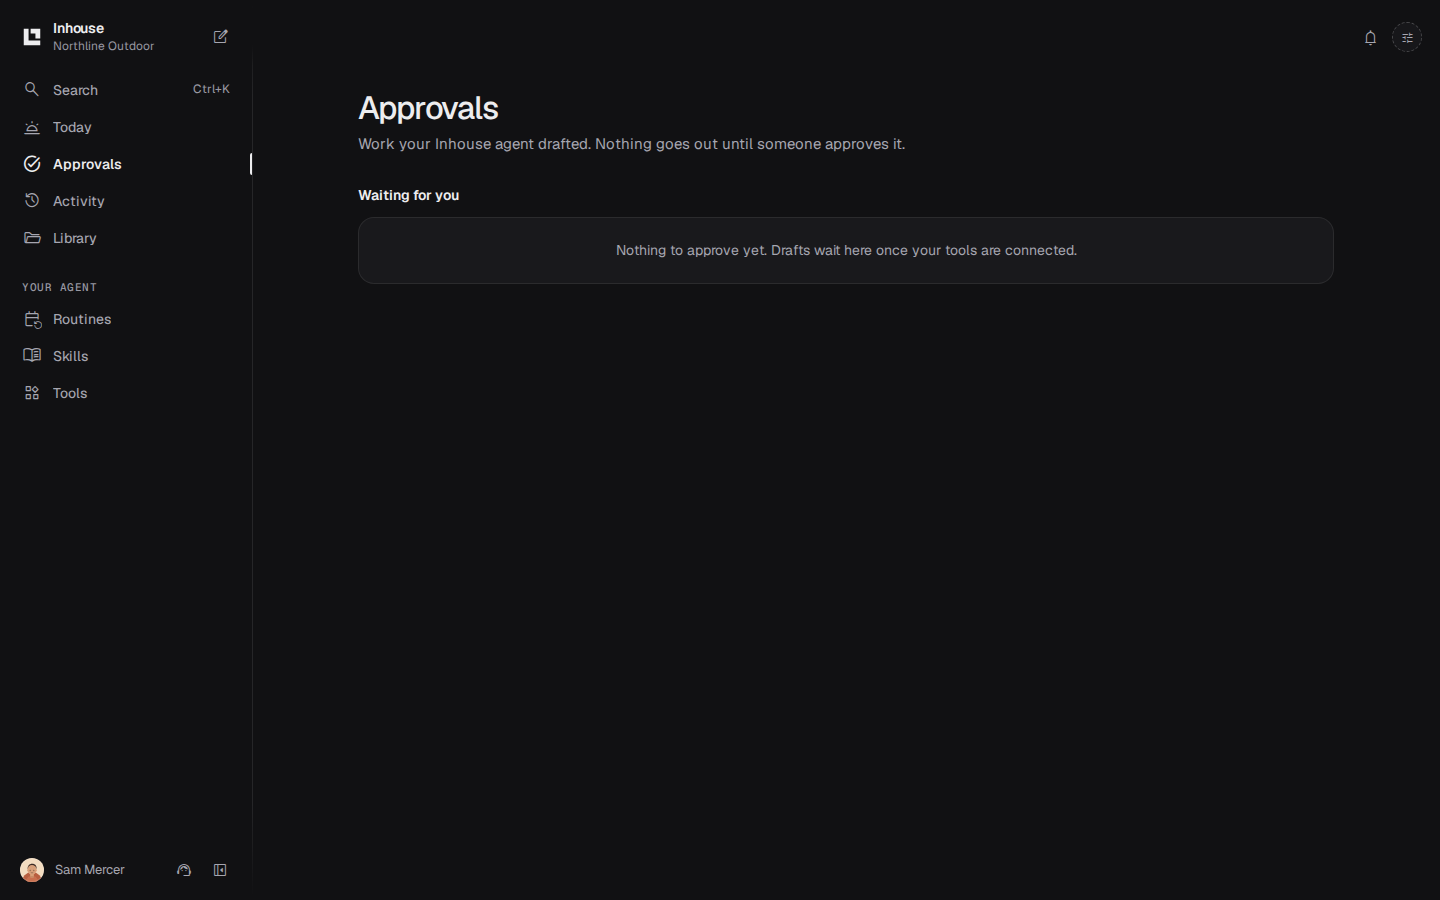 Inhouse
Northline Outdoor
Search Ctrl+K
Today
Approvals
Activity
Library
YOUR AGENT
Routines
Skills
Tools
Sam Mercer
Approvals
Work your Inhouse agent drafted. Nothing goes out until someone approves it.
Waiting for you
Nothing to approve yet. Drafts wait here once your tools are connected.